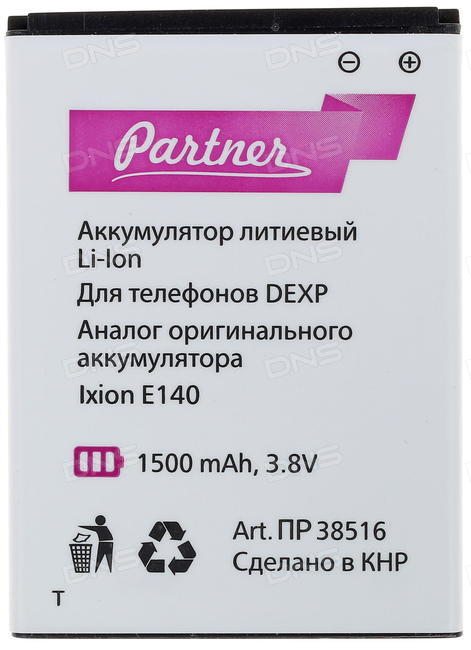 Partner
Аккумулятор литиевый
Li-Ion
Для телефонов DEXP
Аналог оригинального
аккумулятора
Ixion E140
1500 mAh, 3.8V
Art. ПР 38516
Сделано в КНР
T
DNS